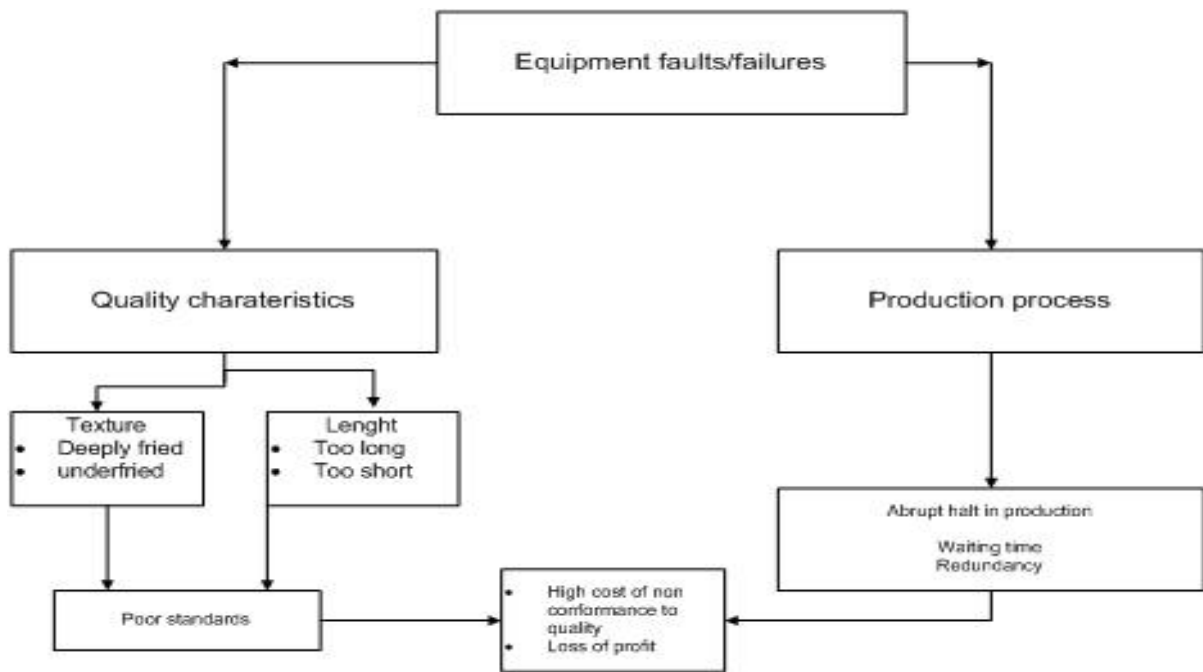 Equipment faults/failures
Quality charateristics
Production process
Texture
• Deeply fried
• underfried
Lenght
• Too long
• Too short
Abrupt halt in production
Waiting time
Redundancy
Poor standards
• High cost of non
conformance to
quality
• Loss of profit